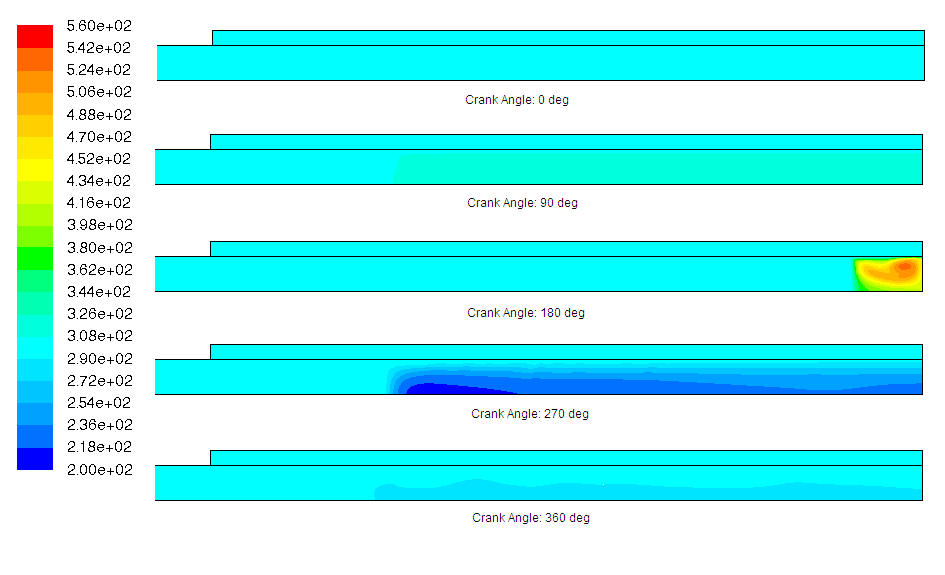 5.60e+02
5.42e+02
5.24e+02
5.06e+02
4.88e+02
4.70e+02
4.52e+02
4.34e+02
4.16e+02
3.98e+02
3.80e+02
3.62e+02
3.44e+02
3.26e+02
3.08e+02
2.90e+02
2.72e+02
2.54e+02
2.36e+02
2.18e+02
2.00e+02
Crank Angle: 0 deg
Crank Angle: 90 deg
Crank Angle: 180 deg
Crank Angle: 270 deg
Crank Angle: 360 deg